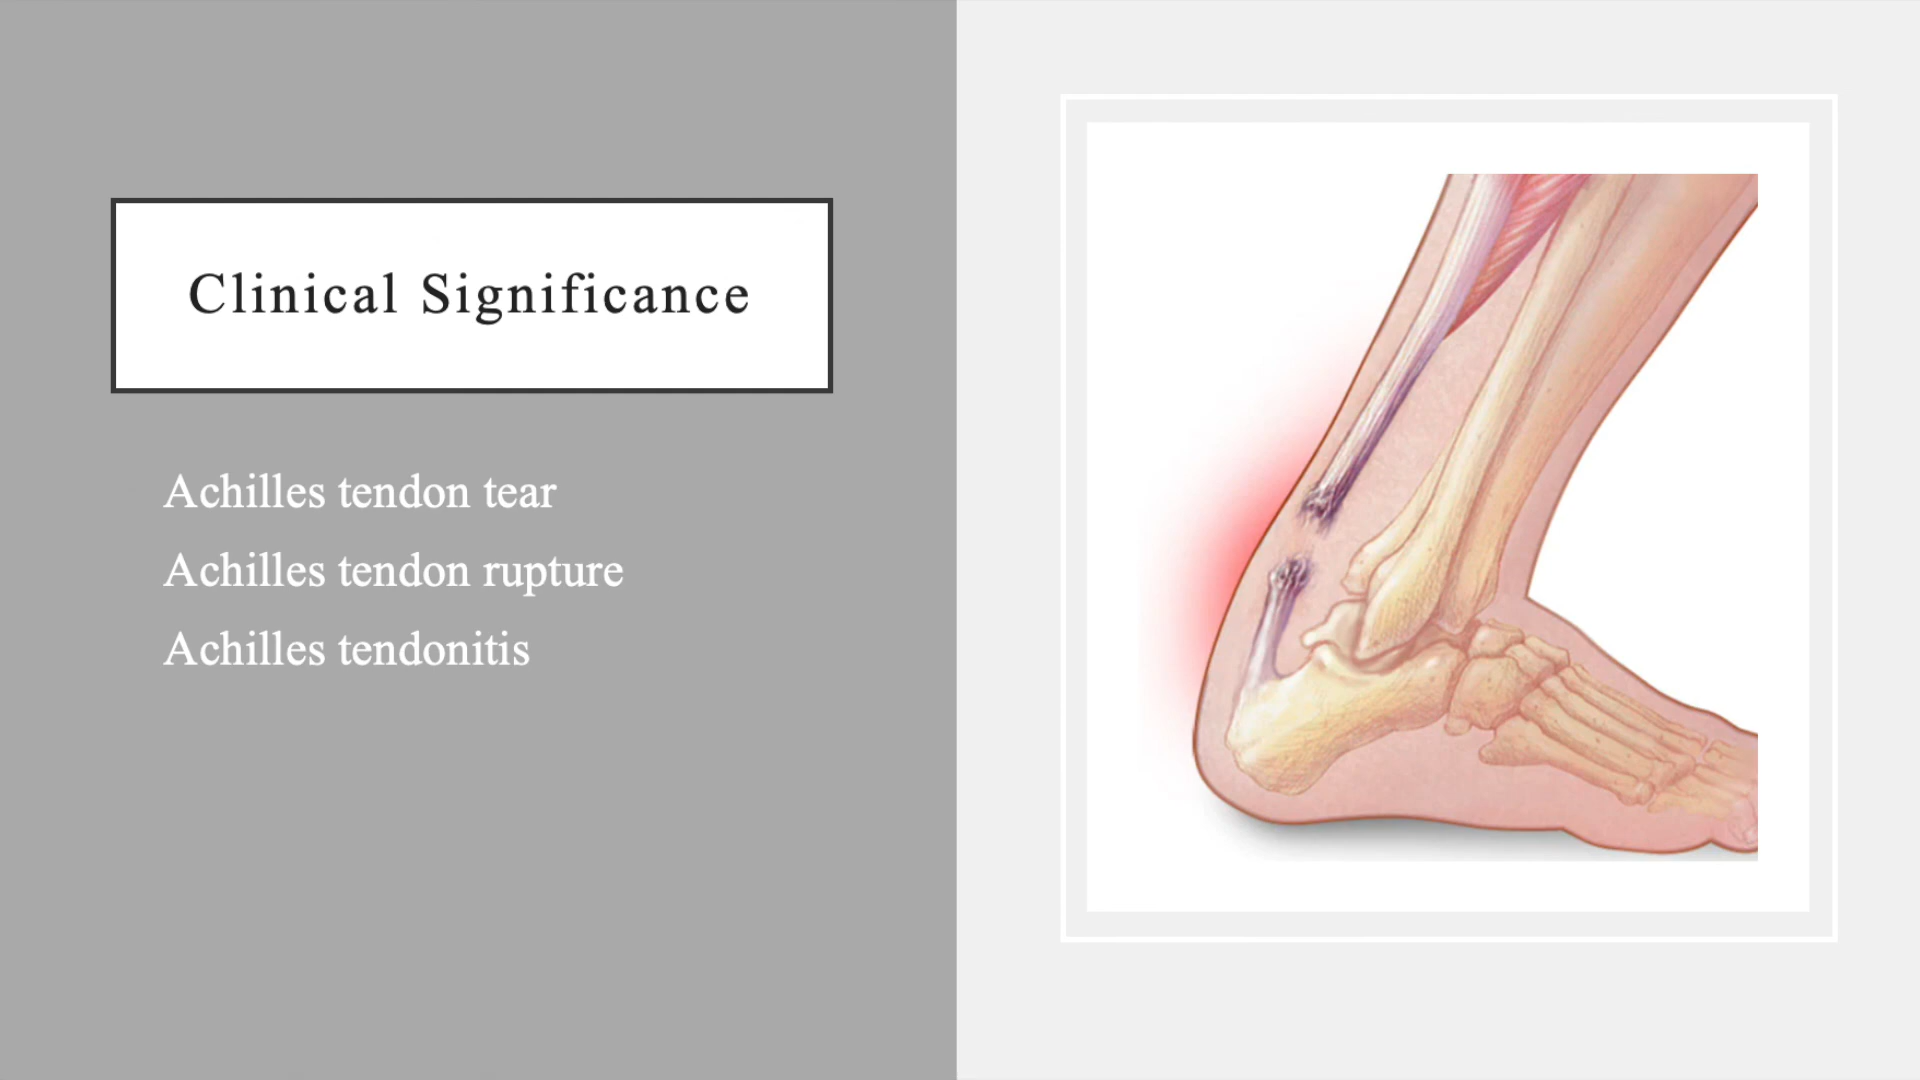 Clinical Significance
Achilles tendon tear
Achilles tendon rupture
Achilles tendonitis